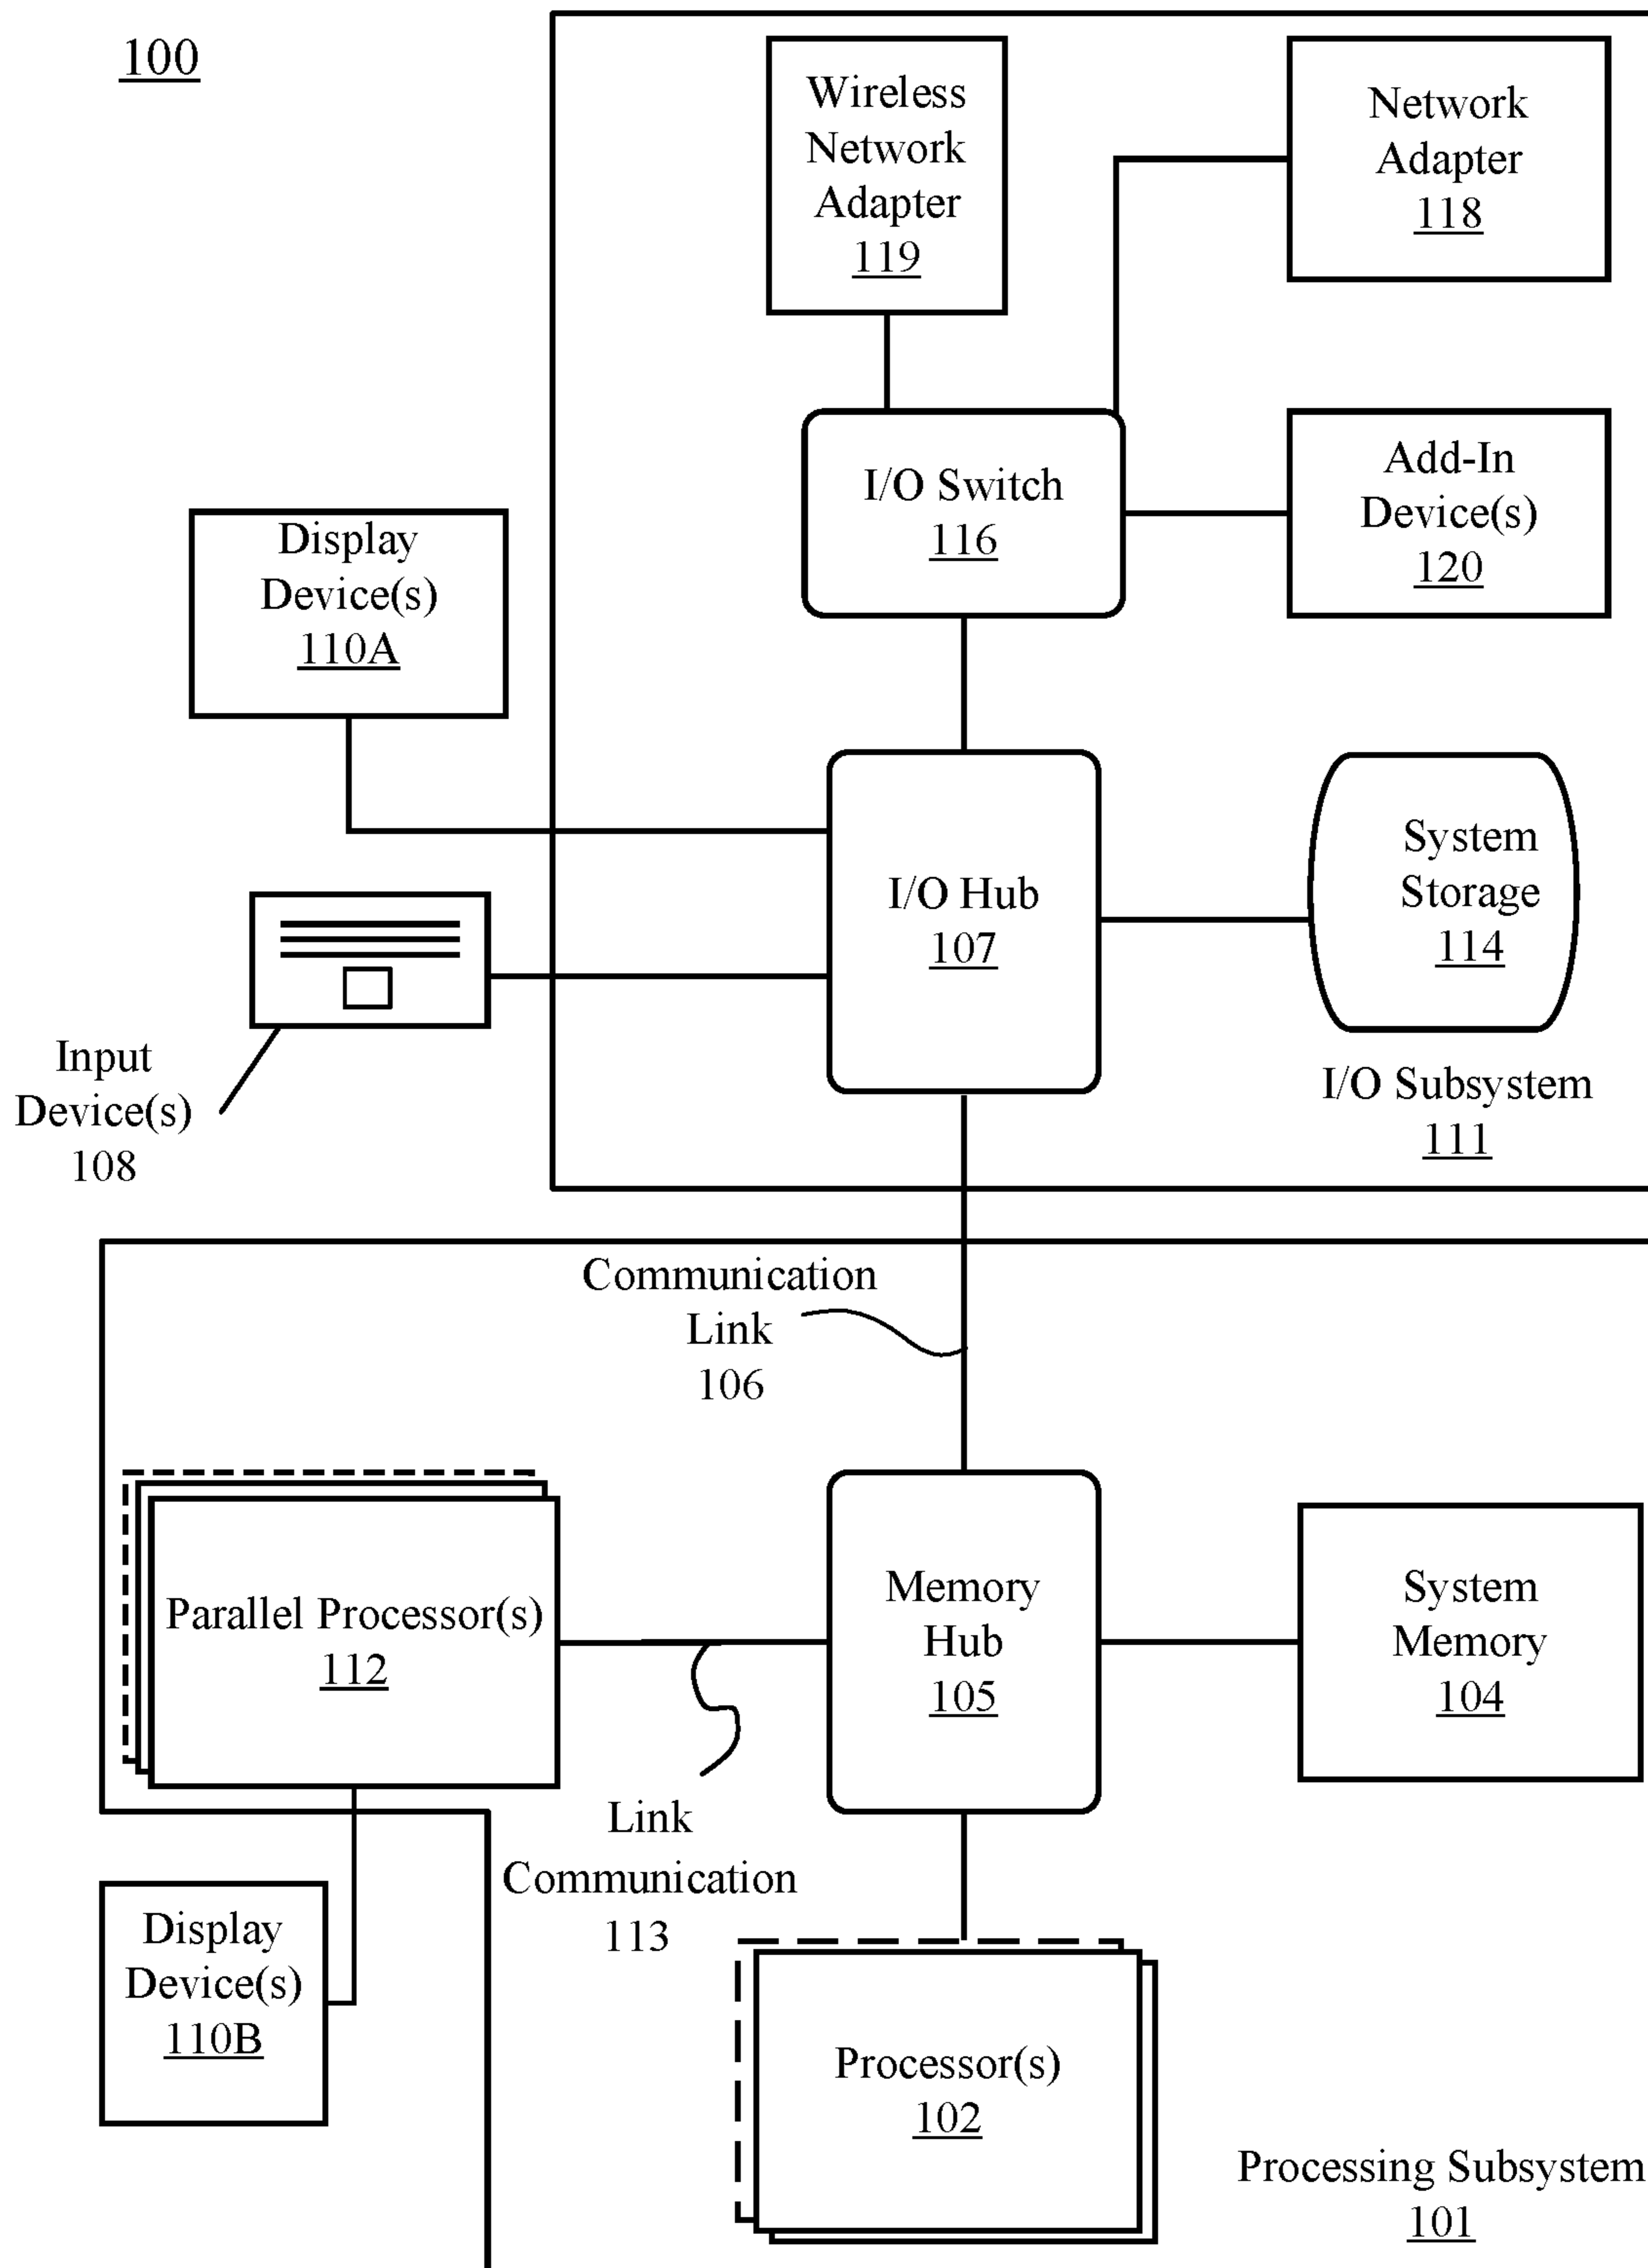 100
Wireless
Network
Adapter
119
Network
Adapter
118
I/O Switch
116
Add-In
Device(s)
120
Display
Device(s)
110A
I/O Hub
107
System
Storage
114
Input
Device(s)
108
I/O Subsystem
111
Communication
Link
106
Parallel Processor(s)
112
Memory
Hub
105
System
Memory
104
Link
Communication
113
Display
Device(s)
110B
Processor(s)
102
Processing Subsystem
101